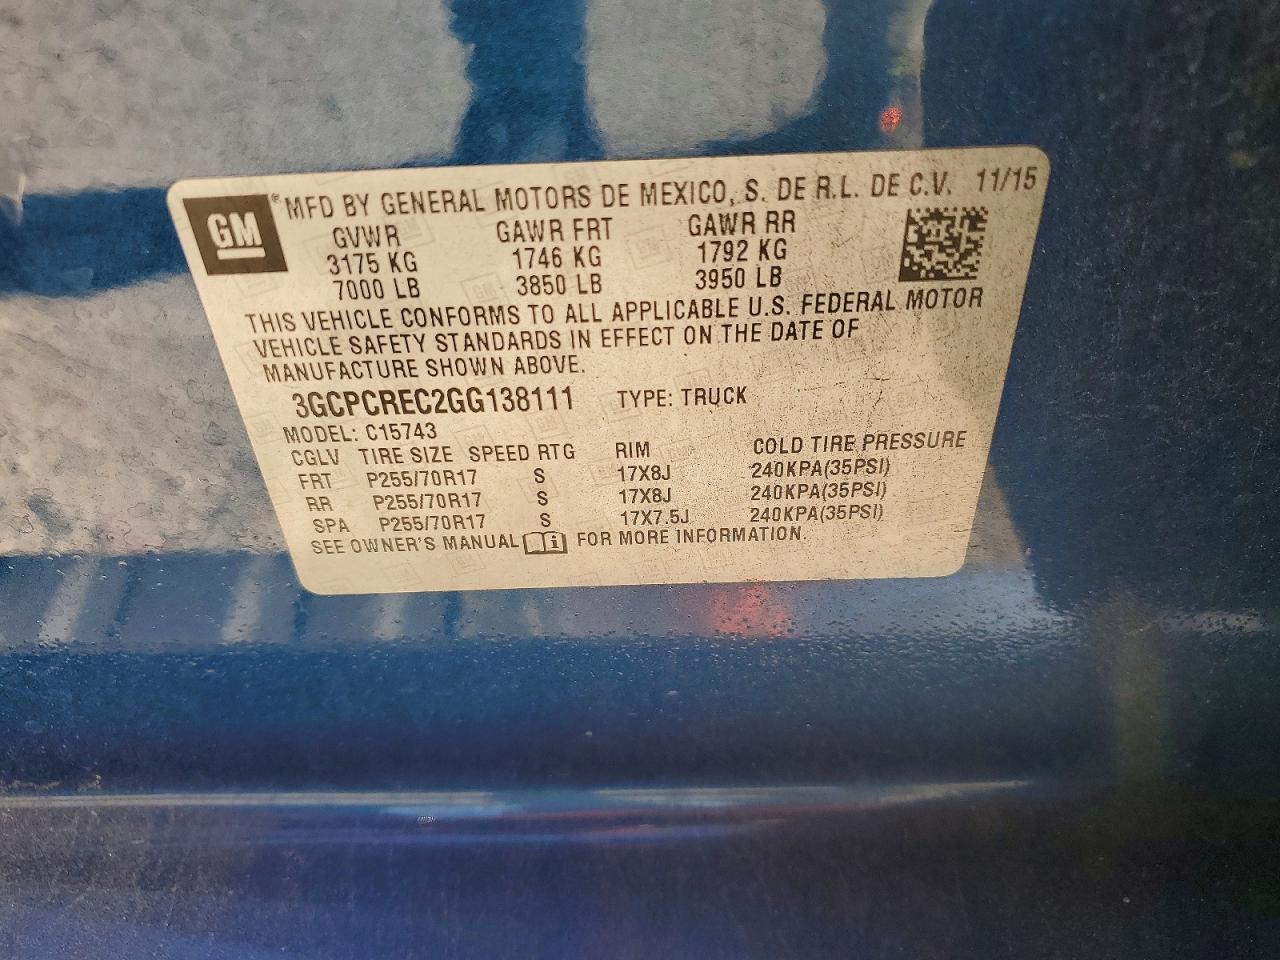 GM ® MFD BY GENERAL MOTORS DE MEXICO, S. DE R.L. DE C.V. 11/15
GVWR GAWR FRT GAWR RR
3175 KG 1746 KG 1792 KG
7000 LB 3850 LB 3950 LB
THIS VEHICLE CONFORMS TO ALL APPLICABLE U.S. FEDERAL MOTOR
VEHICLE SAFETY STANDARDS IN EFFECT ON THE DATE OF
MANUFACTURE SHOWN ABOVE.
3GCPCREC2GG138111 TYPE: TRUCK
MODEL: C15743
CGLV TIRE SIZE SPEED RTG RIM COLD TIRE PRESSURE
FRT P255/70R17 S 17X8J 240KPA(35PSI)
RR P255/70R17 S 17X8J 240KPA(35PSI)
SPA P255/70R17 S 17X7.5J 240KPA(35PSI)
SEE OWNER'S MANUAL i FOR MORE INFORMATION.